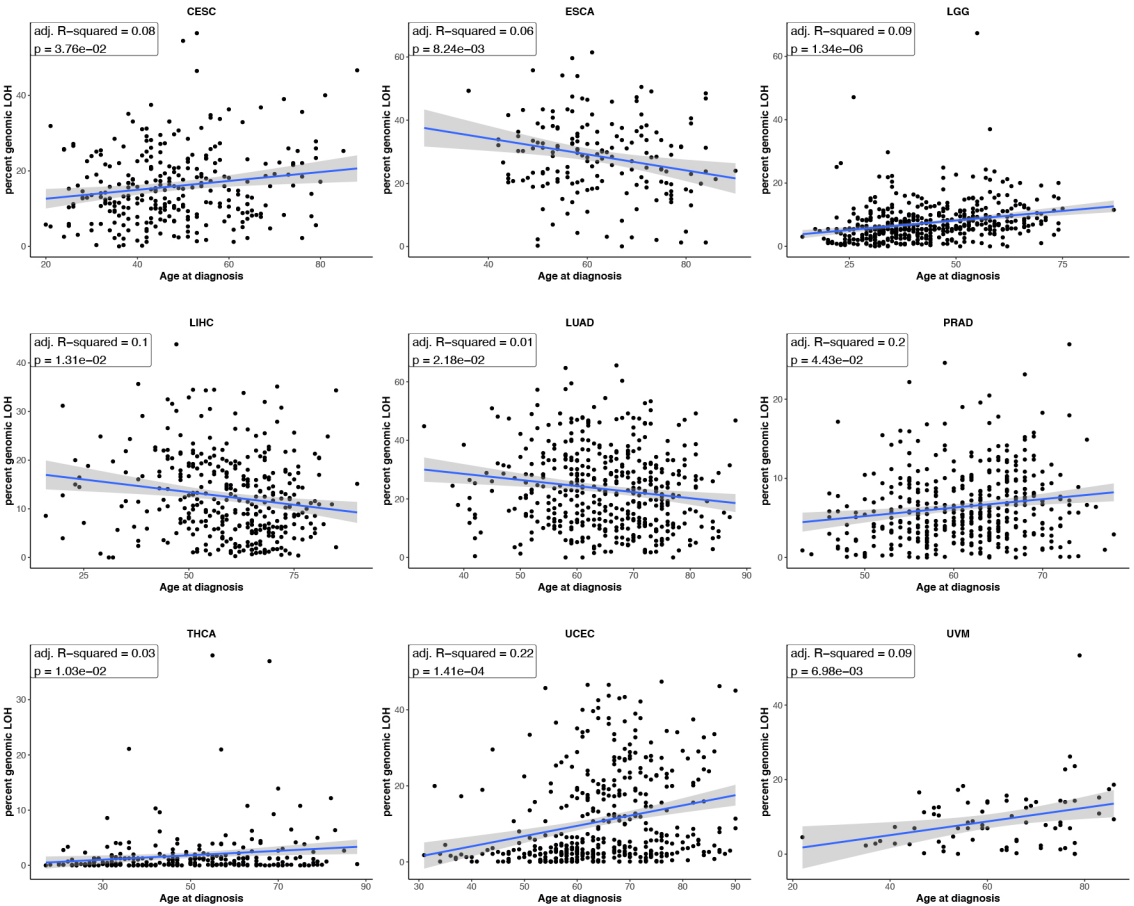 CESC
adj. R−squared = 0.08
p = 3.76e−02
percent genomic LOH
40
20
0
20 40 60 80
Age at diagnosis
ESCA
adj. R−squared = 0.06
p = 8.24e−03
percent genomic LOH
60
40
20
0
40 60 80
Age at diagnosis
LGG
adj. R−squared = 0.09
p = 1.34e−06
percent genomic LOH
60
40
20
0
25 50 75
Age at diagnosis
LIHC
adj. R−squared = 0.1
p = 1.31e−02
percent genomic LOH
40
30
20
10
0
25 50 75
Age at diagnosis
LUAD
adj. R−squared = 0.01
p = 2.18e−02
percent genomic LOH
60
40
20
0
40 50 60 70 80 90
Age at diagnosis
PRAD
adj. R−squared = 0.2
p = 4.43e−02
percent genomic LOH
20
10
0
50 60 70
Age at diagnosis
THCA
adj. R−squared = 0.03
p = 1.03e−02
percent genomic LOH
30
20
10
0
30 50 70 90
Age at diagnosis
UCEC
adj. R−squared = 0.22
p = 1.41e−04
percent genomic LOH
40
20
0
30 40 50 60 70 80 90
Age at diagnosis
UVM
adj. R−squared = 0.09
p = 6.98e−03
percent genomic LOH
40
20
0
20 40 60 80
Age at diagnosis